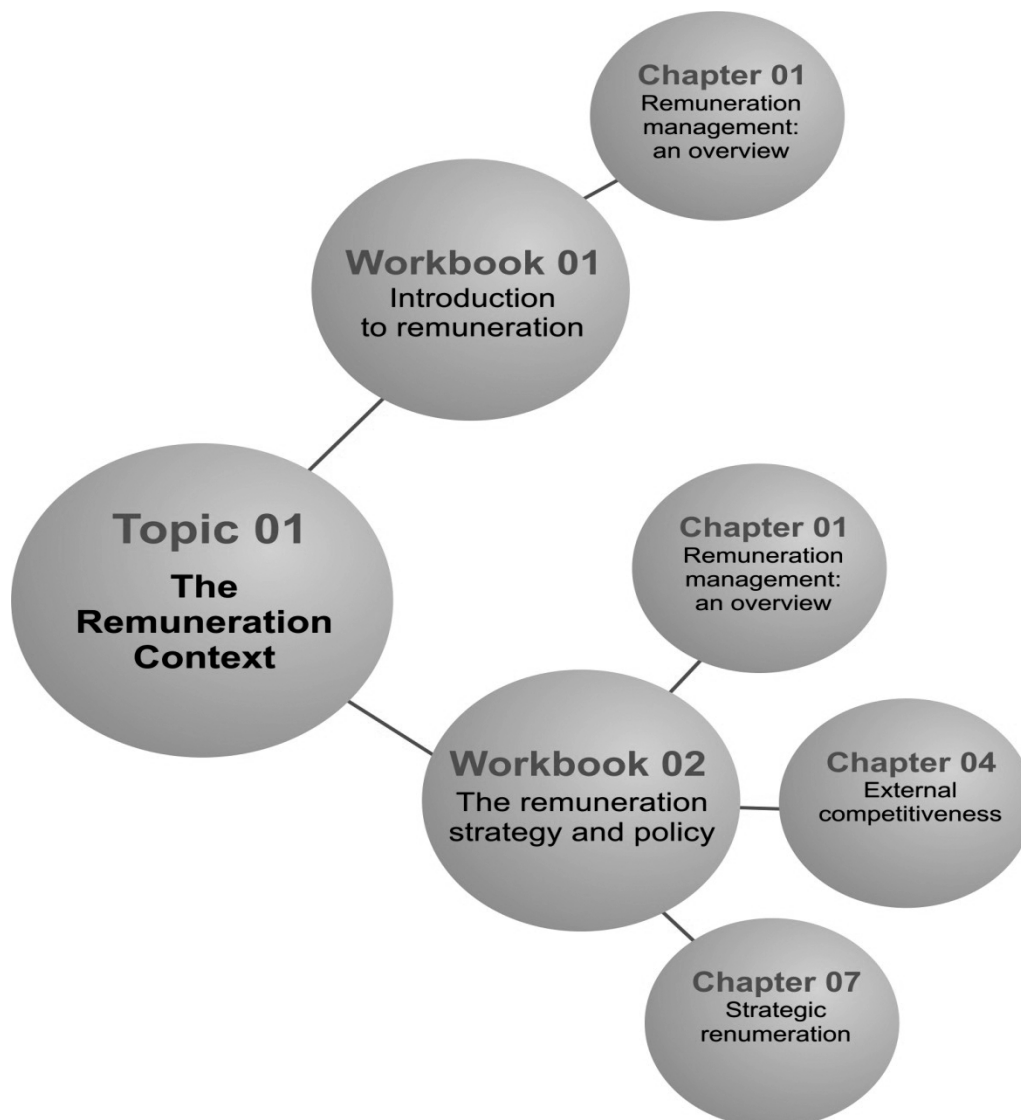 Chapter 01
Remuneration
management:
an overview
Workbook 01
Introduction
to remuneration
Topic 01
The
Remuneration
Context
Chapter 01
Remuneration
management:
an overview
Workbook 02
The remuneration
strategy and policy
Chapter 04
External
competitiveness
Chapter 07
Strategic
renumeration